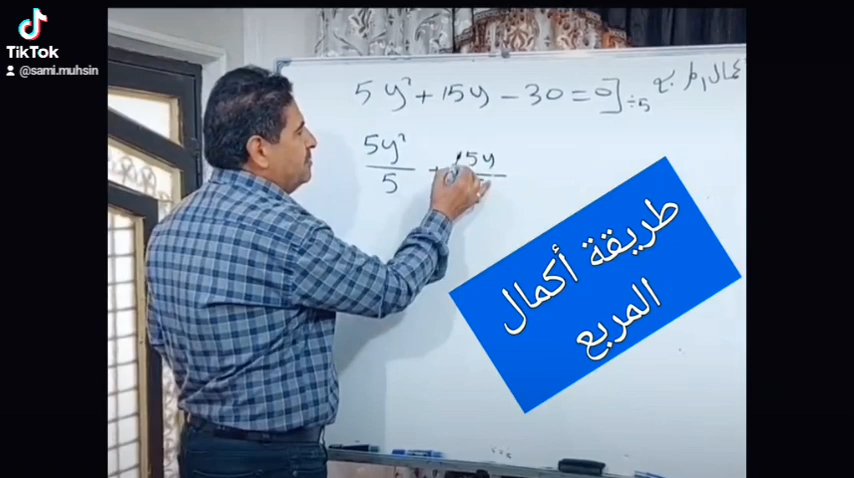 TikTok
@sami.muhsin
5y² + 15y - 30 = 0] ÷5
5y²
5
+ 15y
طريقة أكمال
المربع